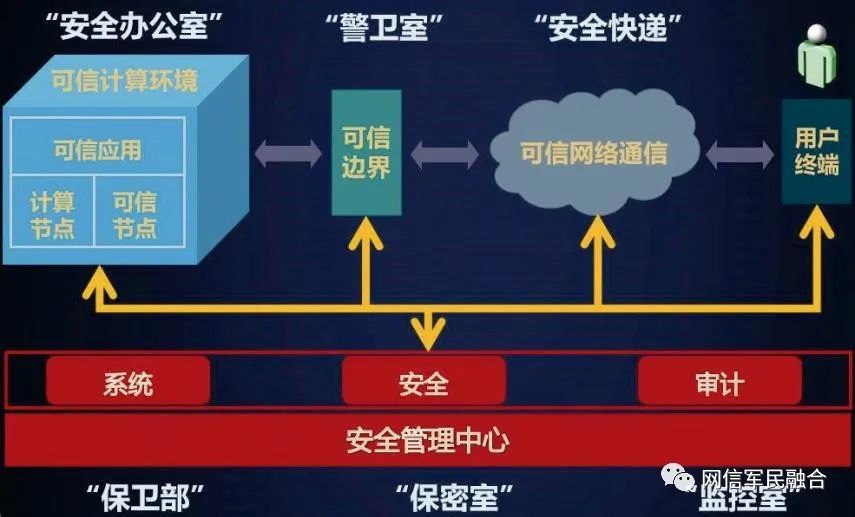 “安全办公室” “警卫室” “安全快递”
可信计算环境
可信应用
计算
节点
可信
节点
可信
边界
可信网络通信
用户
终端
系统 安全 审计
安全管理中心
网信军民融合
“保卫部” “保密室” “监控室”